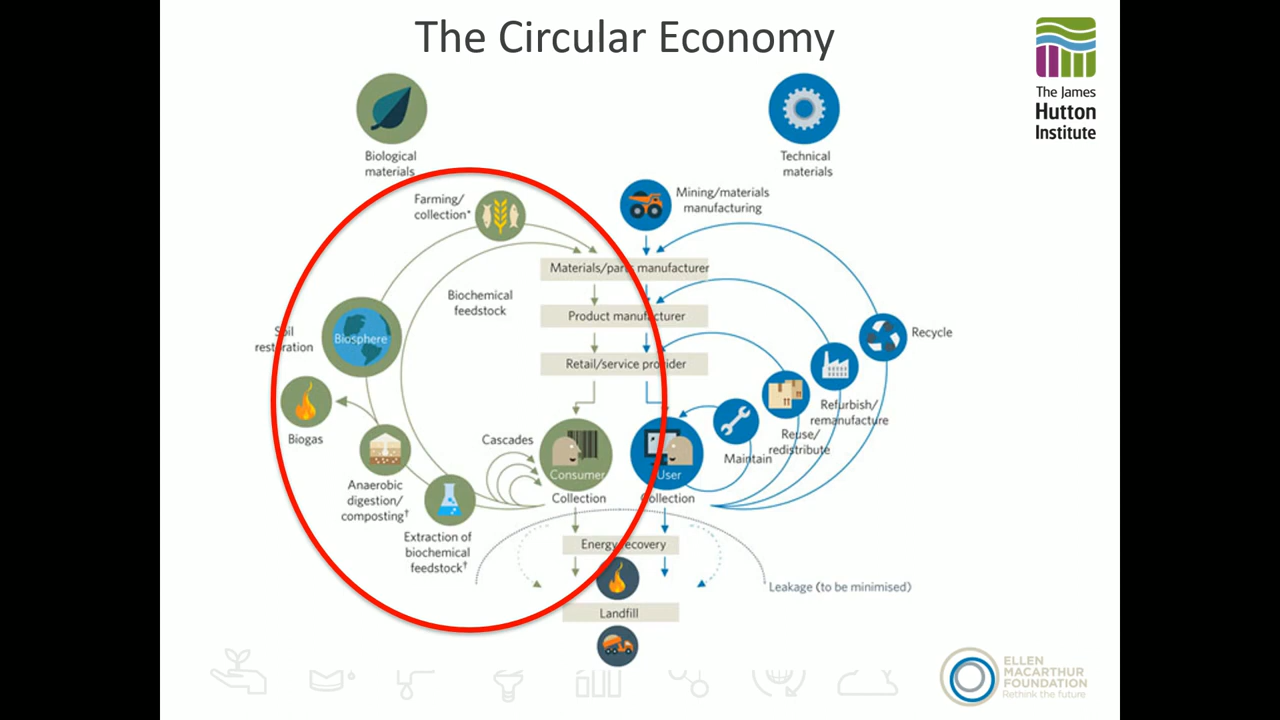 The Circular Economy
The James
Hutton
Institute
Biological
materials
Technical
materials
Farming/
collection*
Mining/materials
manufacturing
Materials/parts manufacturer
Biochemical
feedstock
Product manufacturer
Soil
restoration
Biosphere
Recycle
Retail/service provider
Biogas
Refurbish/
remanufacture
Reuse/
redistribute
Cascades
Maintain
Consumer
User
Anaerobic
digestion/
composting†
Collection
Collection
Extraction of
biochemical
feedstock†
Energy recovery
Leakage (to be minimised)
Landfill
ELLEN
MACARTHUR
FOUNDATION
Rethink the future